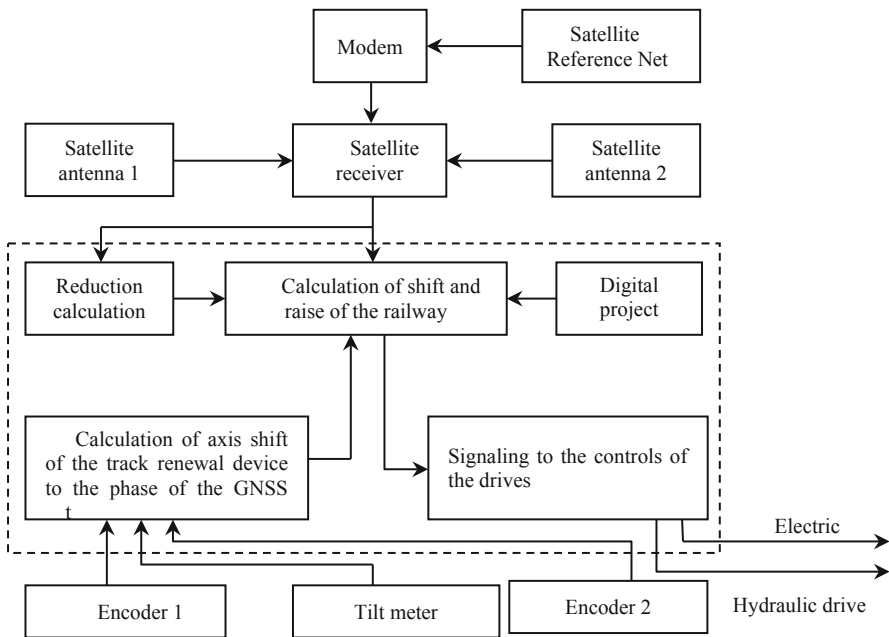 Modem
Satellite
Reference Net
Satellite
antenna 1
Satellite
receiver
Satellite
antenna 2
Reduction
calculation
Calculation of shift and
raise of the railway
Digital
project
Calculation of axis shift
of the track renewal device
to the phase of the GNSS
t
Signaling to the controls of
the drives
Electric
Encoder 1
Tilt meter
Encoder 2
Hydraulic drive